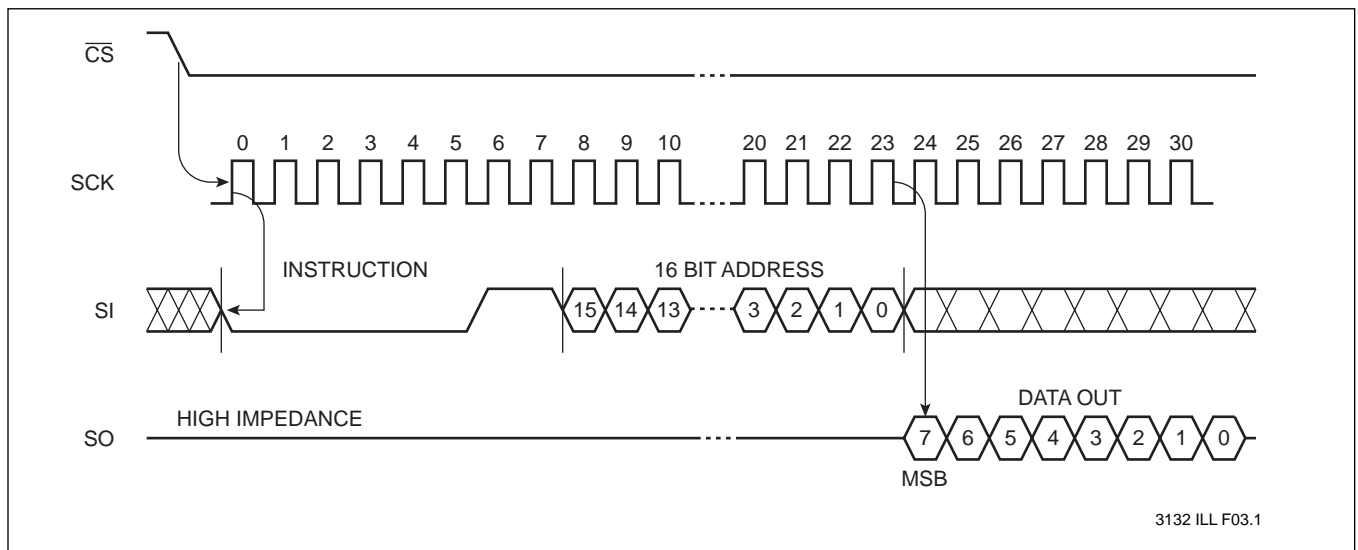 CS
0 1 2 3 4 5 6 7 8 9 10 20 21 22 23 24 25 26 27 28 29 30
SCK
INSTRUCTION 16 BIT ADDRESS
SI 15 14 13 3 2 1 0
HIGH IMPEDANCE DATA OUT
SO 7 6 5 4 3 2 1 0
MSB
3132 ILL F03.1